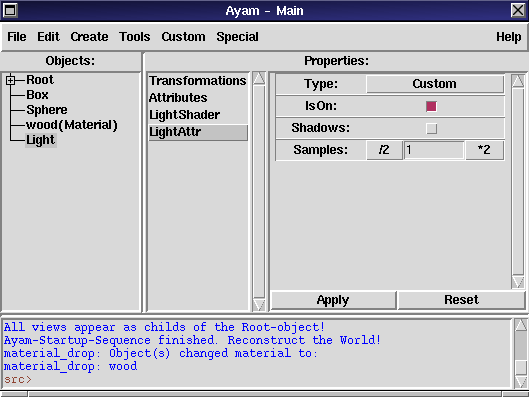 Ayam - Main
File Edit Create Tools Custom Special Help
Objects:
Root
Box
Sphere
wood(Material)
Light
Transformations
Attributes
LightShader
LightAttr
Properties:
Type: Custom
IsOn:
Shadows:
Samples: /2 1 *2
Apply Reset
All views appear as childs of the Root-object!
Ayam-Startup-Sequence finished. Reconstruct the World!
material_drop: Object(s) changed material to:
material_drop: wood
src>